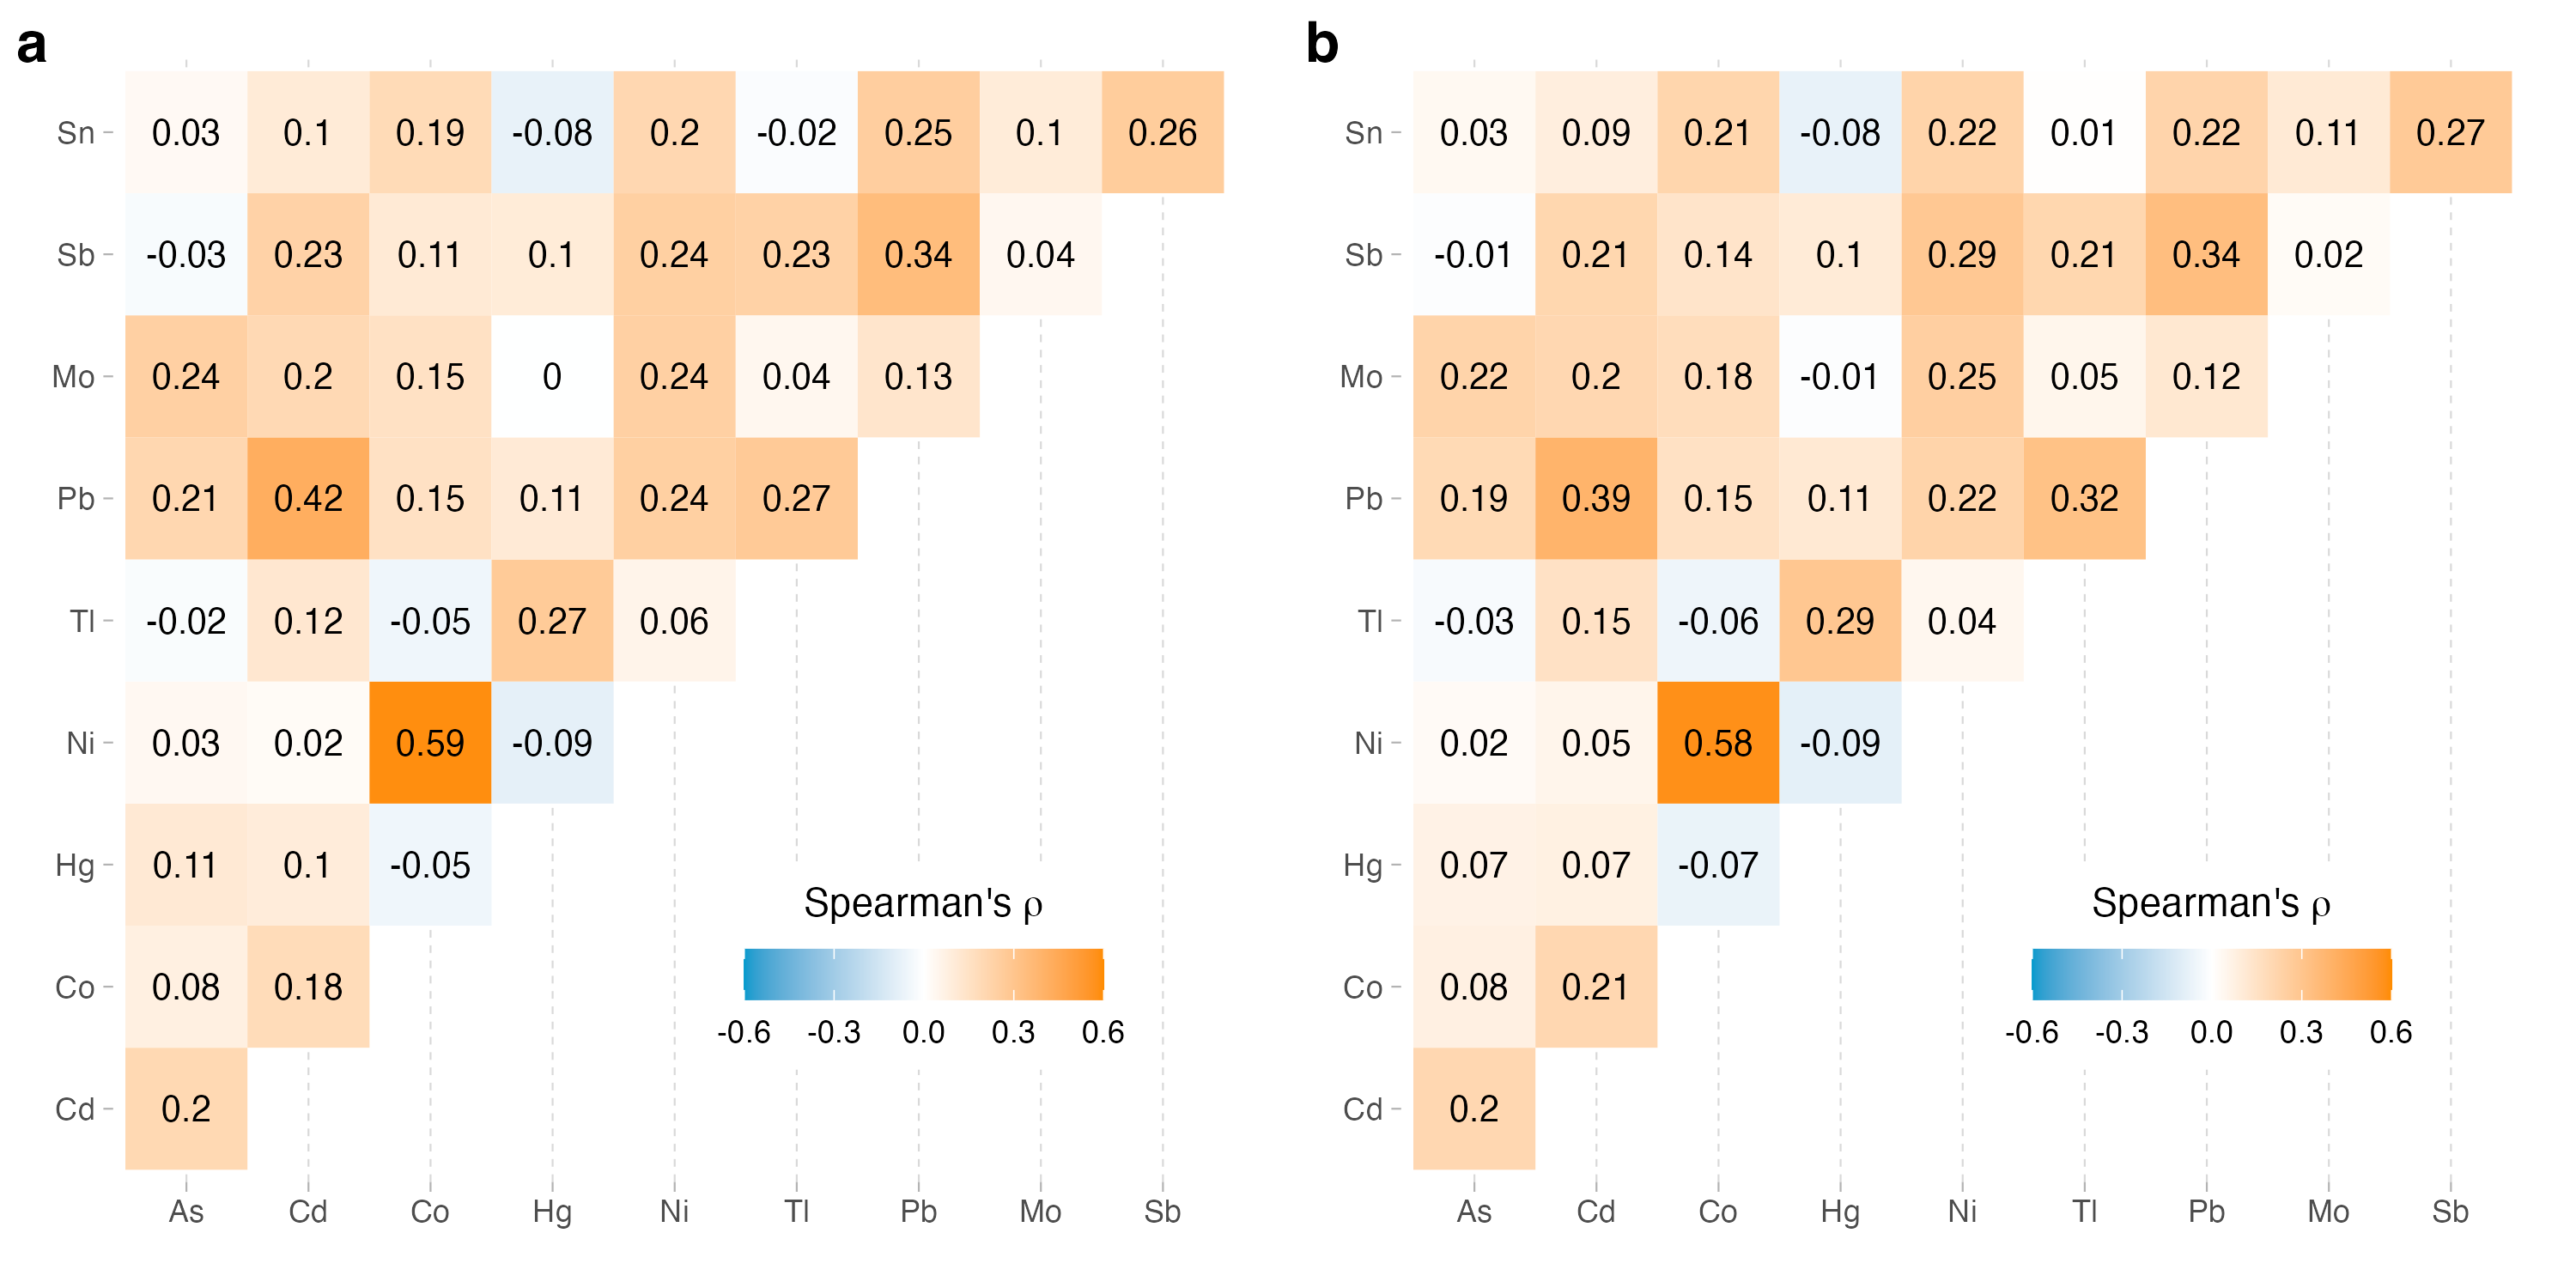 a
Sn 0.03 0.1 0.19 -0.08 0.2 -0.02 0.25 0.1 0.26
Sb -0.03 0.23 0.11 0.1 0.24 0.23 0.34 0.04
Mo 0.24 0.2 0.15 0 0.24 0.04 0.13
Pb 0.21 0.42 0.15 0.11 0.24 0.27
Tl -0.02 0.12 -0.05 0.27 0.06
Ni 0.03 0.02 0.59 -0.09
Hg 0.11 0.1 -0.05
Co 0.08 0.18
Cd 0.2
As Cd Co Hg Ni Tl Pb Mo Sb
Spearman's ρ
-0.6 -0.3 0.0 0.3 0.6
b
Sn 0.03 0.09 0.21 -0.08 0.22 0.01 0.22 0.11 0.27
Sb -0.01 0.21 0.14 0.1 0.29 0.21 0.34 0.02
Mo 0.22 0.2 0.18 -0.01 0.25 0.05 0.12
Pb 0.19 0.39 0.15 0.11 0.22 0.32
Tl -0.03 0.15 -0.06 0.29 0.04
Ni 0.02 0.05 0.58 -0.09
Hg 0.07 0.07 -0.07
Co 0.08 0.21
Cd 0.2
As Cd Co Hg Ni Tl Pb Mo Sb
Spearman's ρ
-0.6 -0.3 0.0 0.3 0.6